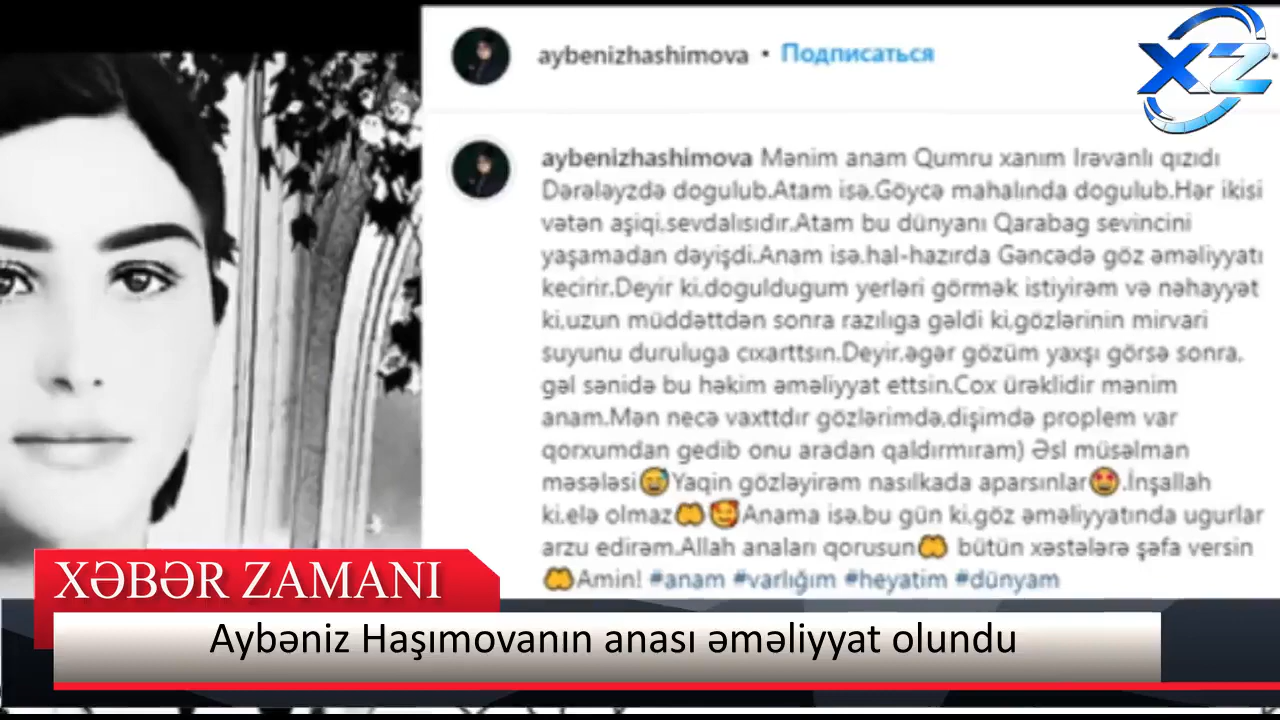 aybenizhashimova • Подписаться
XZ
aybenizhashimova Mənim anam Qumru xanım Irəvanlı qızıdı
Dərələyzdə dogulub.Atam isə.Göycə mahalında dogulub.Hər ikisi
vətən aşiqi.sevdalısıdır.Atam bu dünyanı Qarabag sevincini
yaşamadan dəyişdi.Anam isə.hal-hazırda Gəncədə göz əməliyyatı
kecirir.Deyir ki.doguldugum yerləri görmək istiyirəm və nəhayyət
ki.uzun müddəttdən sonra razılıga gəldi ki.gözlərinin mirvari
suyunu duruluga cıxarttsın.Deyir.əgər gözüm yaxşı görsə sonra.
gəl sənidə bu həkim əməliyyat ettsin.Cox ürəklidir mənim
anam.Mən necə vaxttdır gözlərimdə.dişimdə proplem var
qorxumdan gedib onu aradan qaldırmıram) Əsl müsəlman
məsələsi😅Yaqin gözləyirəm nasılkada aparsınlar🤩.İnşallah
ki.elə olmaz🤲🥰Anama isə.bu gün ki.göz əməliyyatında ugurlar
arzu edirəm.Allah anaları qorusun🤲 bütün xəstələrə şəfa versin
🤲Amin! #anam #varlığım #heyatim #dünyam
XƏBƏR ZAMANI
Aybəniz Haşımovanın anası əməliyyat olundu